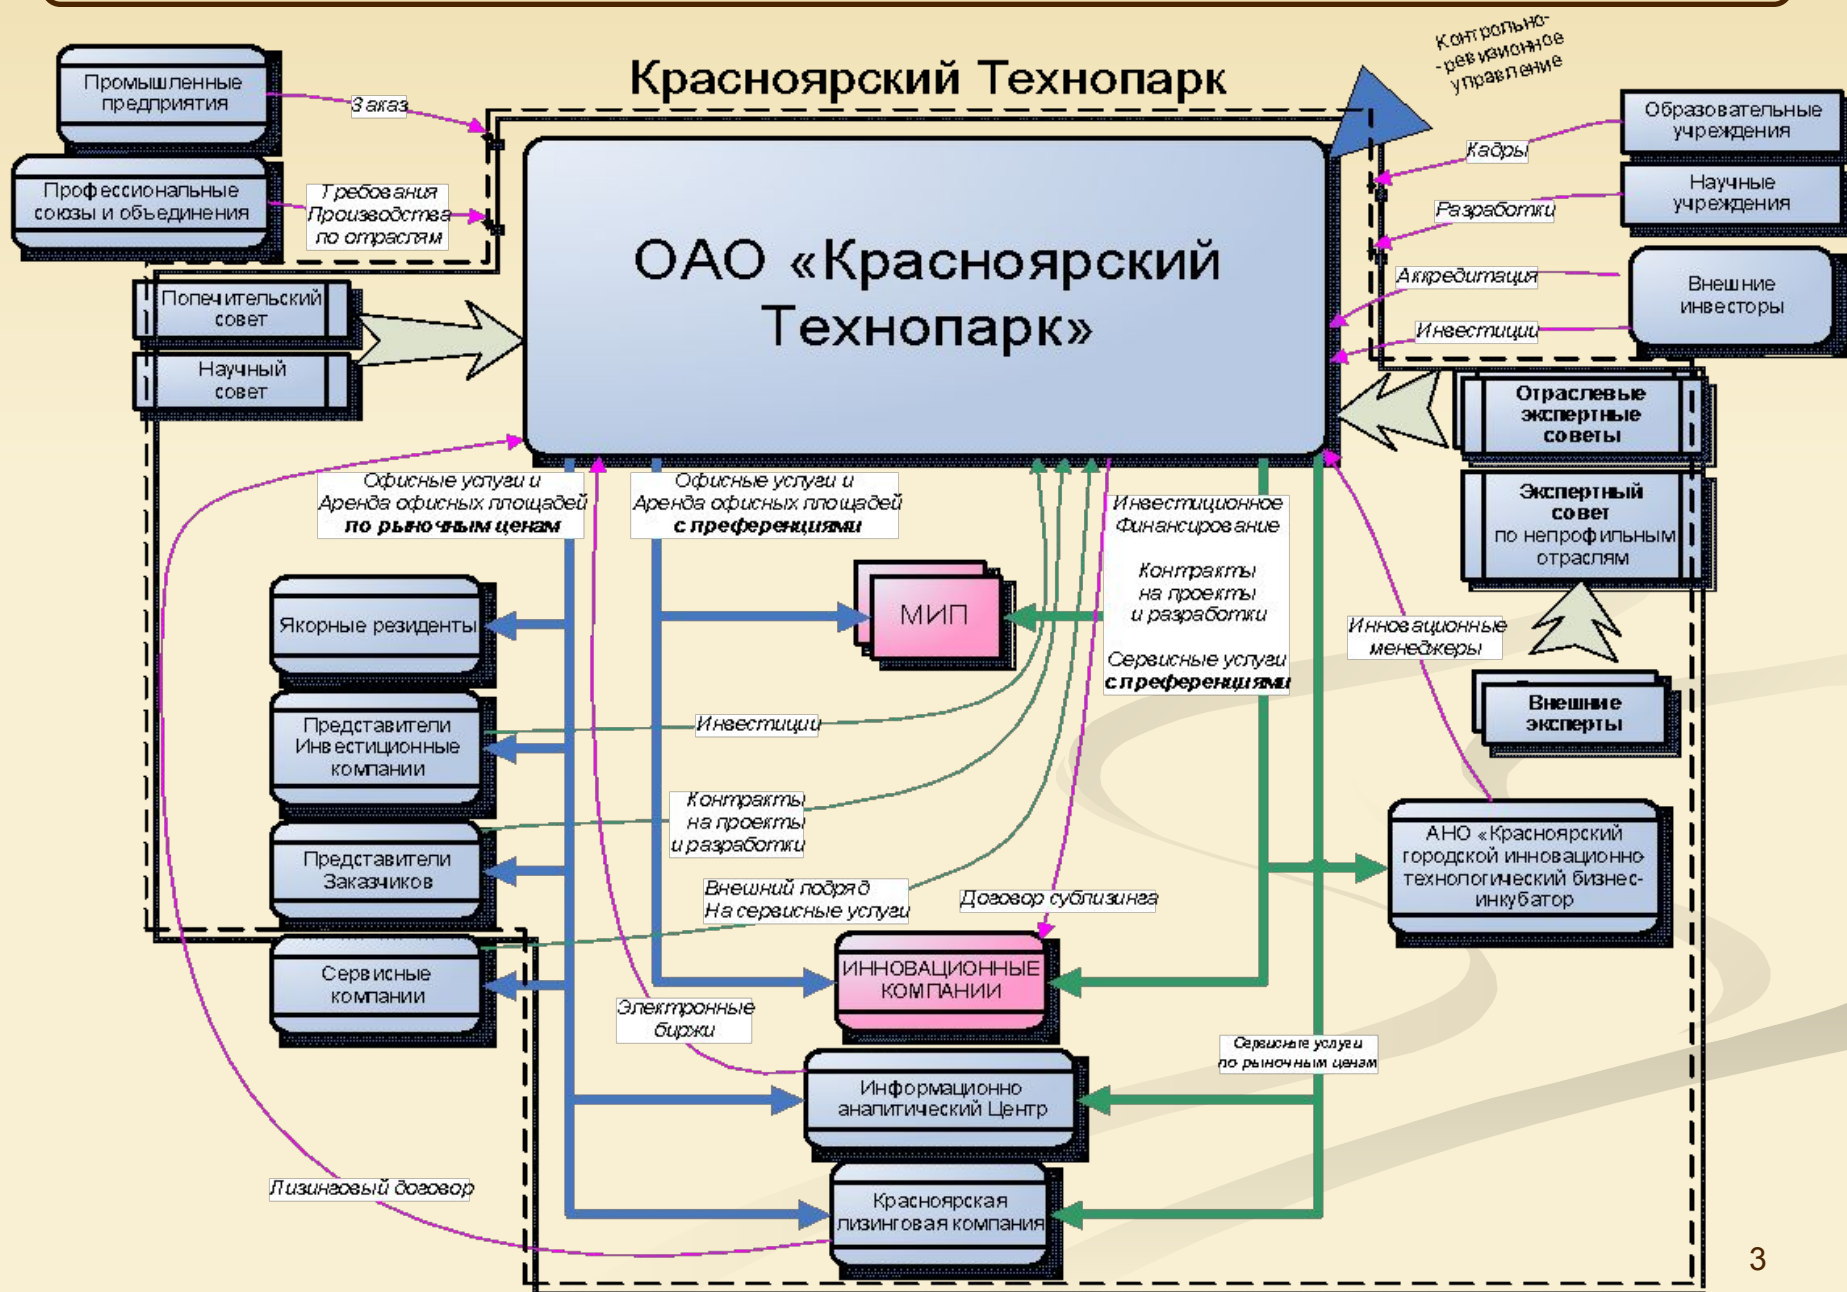 Контрольно-
-ревизионное
управление
Красноярский Технопарк
Промышленные
предприятия
Заказ
Профессиональные
союзы и объединения
Требования
Производства
по отраслям
Образовательные
учреждения
Кадры
Научные
учреждения
Разработки
ОАО «Красноярский
Технопарк»
Аккредитация
Внешние
инвесторы
Инвестиции
Попечительский
совет
Научный
совет
Отраслевые
экспертные
советы
Экспертный
совет
по непрофильным
отраслям
Внешние
эксперты
Офисные услуги и
Аренда офисных площадей
по рыночным ценам
Офисные услуги и
Аренда офисных площадей
с преференциями
Инвестиционное
Финансирование
Контракты
на проекты
и разработки
Сервисные услуги
с преференциями
Инновационные
менеджеры
Якорные резиденты
МИП
Представители
Инвестиционные
компании
Инвестиции
Представители
Заказчиков
Контракты
на проекты
и разработки
АНО «Красноярский
городской инновационно
технологический бизнес-
инкубатор
Внешний подряд
На сервисные услуги
Договор сублизинга
Сервисные
компании
ИННОВАЦИОННЫЕ
КОМПАНИИ
Электронные
биржи
Сервисные услуги
по рыночным ценам
Информационно
аналитический Центр
Лизинговый договор
Красноярская
лизинговая компания
3